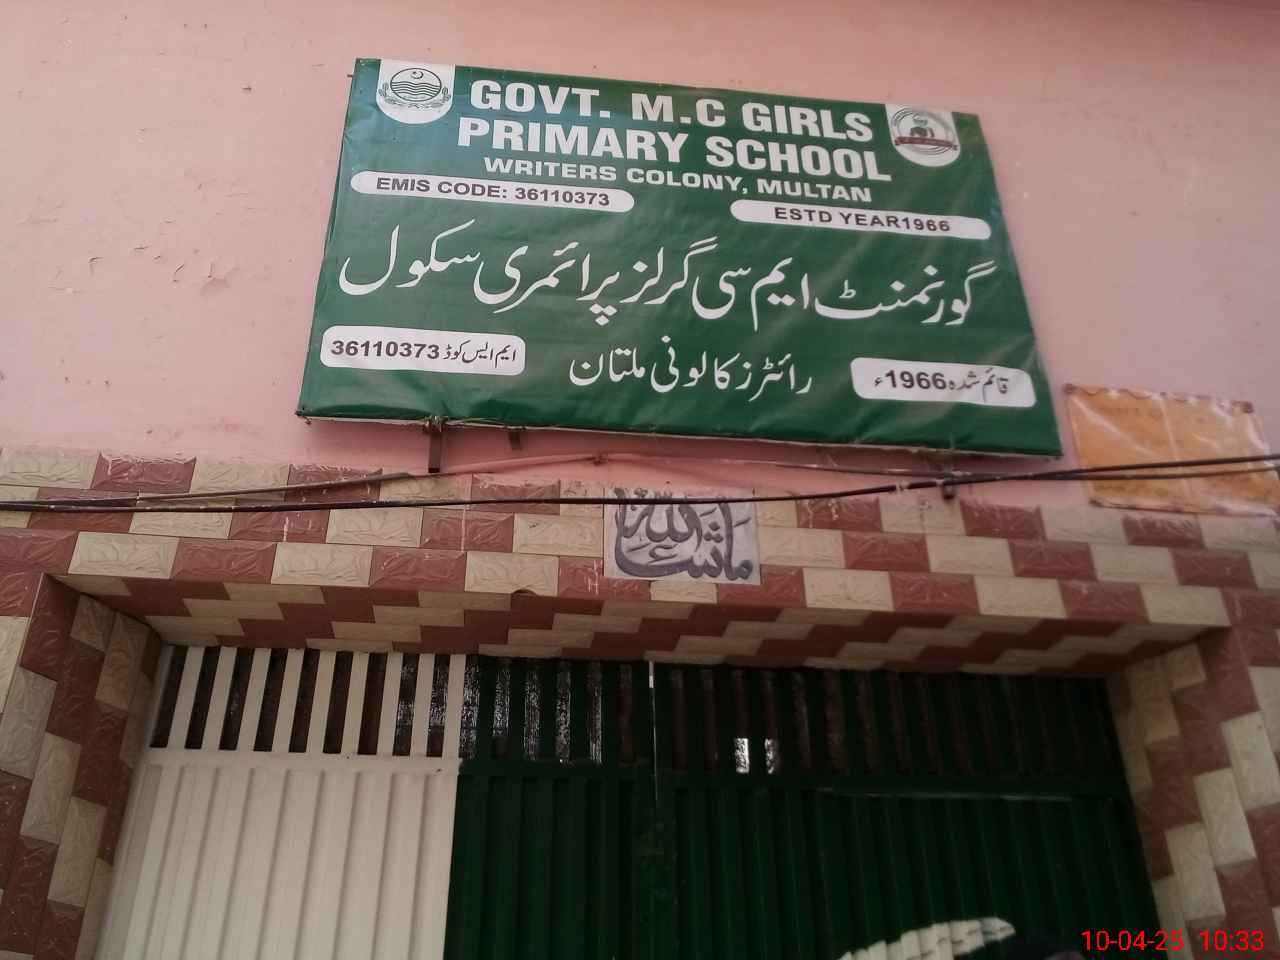 GOVT. M.C GIRLS
PRIMARY SCHOOL
WRITERS COLONY, MULTAN
EMIS CODE: 36110373
ESTD YEAR1966
گورنمنٹ ایم سی گرلز پرائمری سکول
رائٹرز کالونی ملتان
ایم ایس کوڈ 36110373
قائم شدہ 1966ء
ماشاءاللہ
10-04-25 10:33